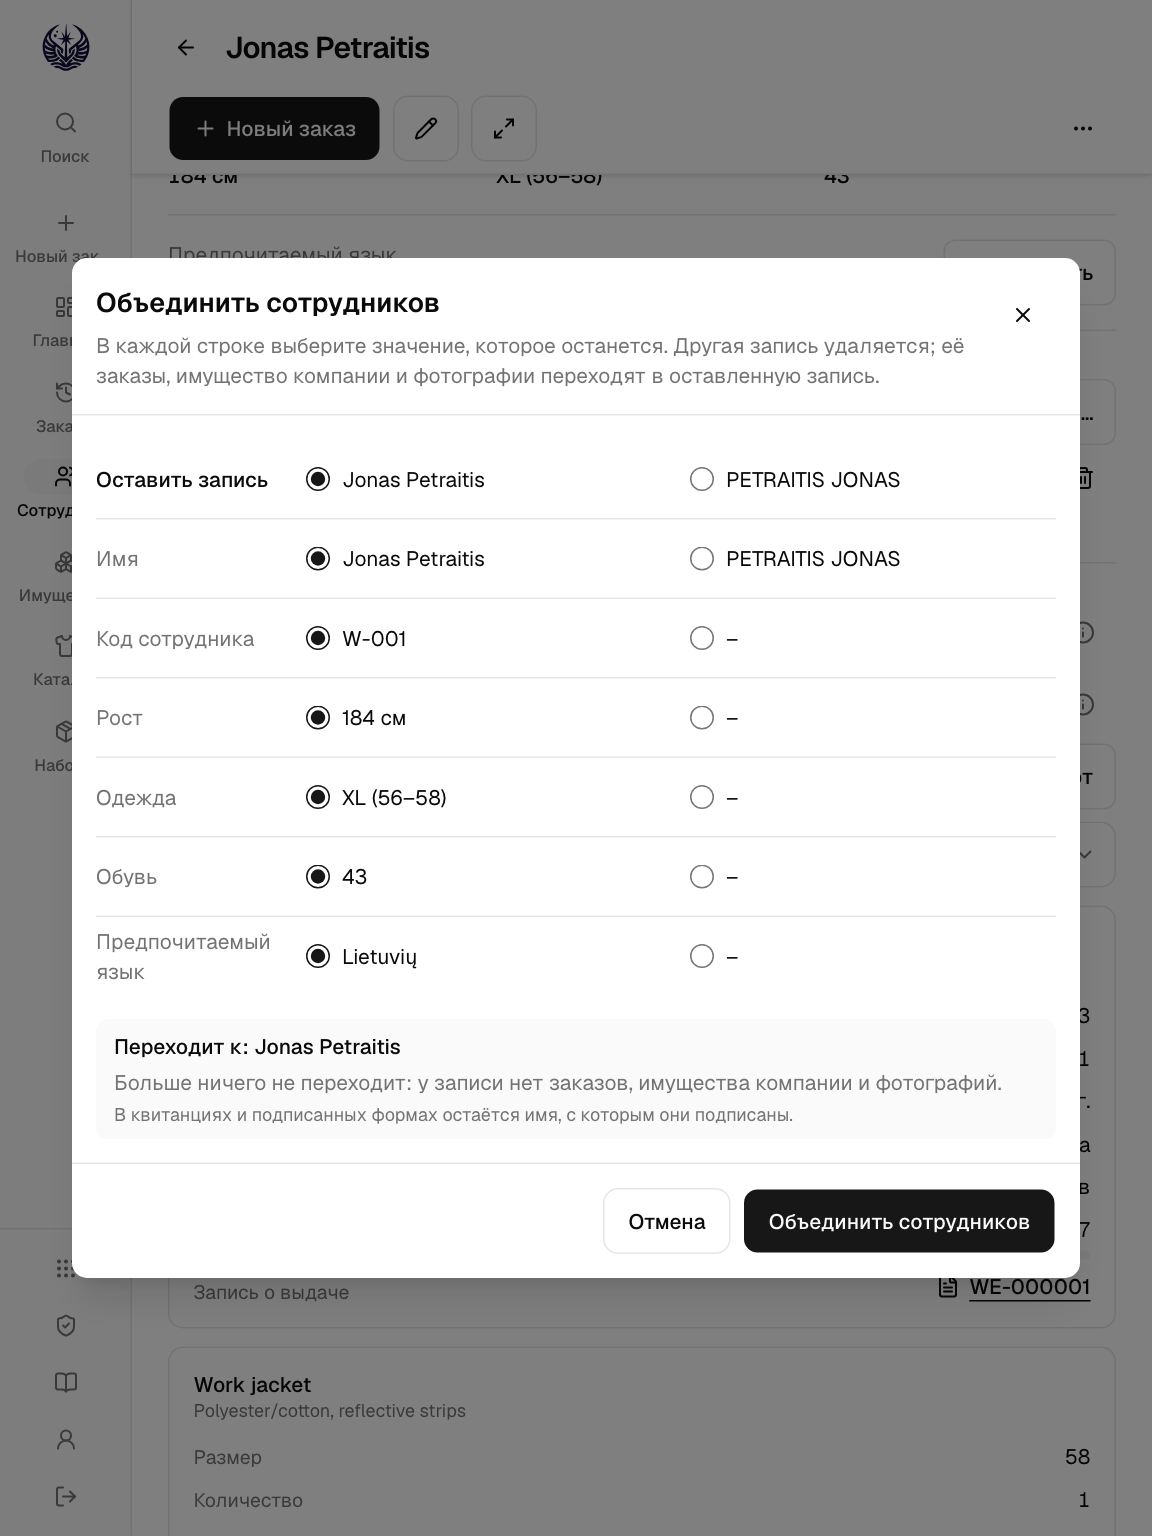 Jonas Petraitis
Новый заказ
Поиск
184 см XL (56–58) 43
Новый зак
Предпочитаемый язык
Объединить сотрудников
В каждой строке выберите значение, которое останется. Другая запись удаляется; её
заказы, имущество компании и фотографии переходят в оставленную запись.
Оставить запись Jonas Petraitis PETRAITIS JONAS
Имя Jonas Petraitis PETRAITIS JONAS
Код сотрудника W-001 –
Рост 184 см –
Одежда XL (56–58) –
Обувь 43 –
Предпочитаемый
язык
Lietuvių –
Переходит к: Jonas Petraitis
Больше ничего не переходит: у записи нет заказов, имущества компании и фотографий.
В квитанциях и подписанных формах остаётся имя, с которым они подписаны.
Отмена Объединить сотрудников
Запись о выдаче WE-000001
Work jacket
Polyester/cotton, reflective strips
Размер 58
Количество 1